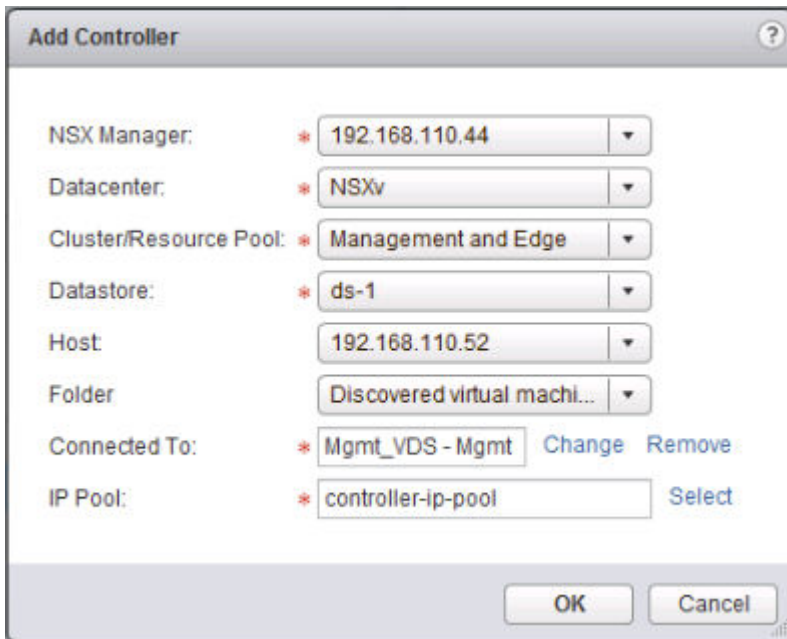 Add Controller ?
NSX Manager: * 192.168.110.44
Datacenter: * NSXv
Cluster/Resource Pool: * Management and Edge
Datastore: * ds-1
Host: 192.168.110.52
Folder Discovered virtual machi...
Connected To: * Mgmt_VDS - Mgmt Change Remove
IP Pool: * controller-ip-pool Select
OK Cancel